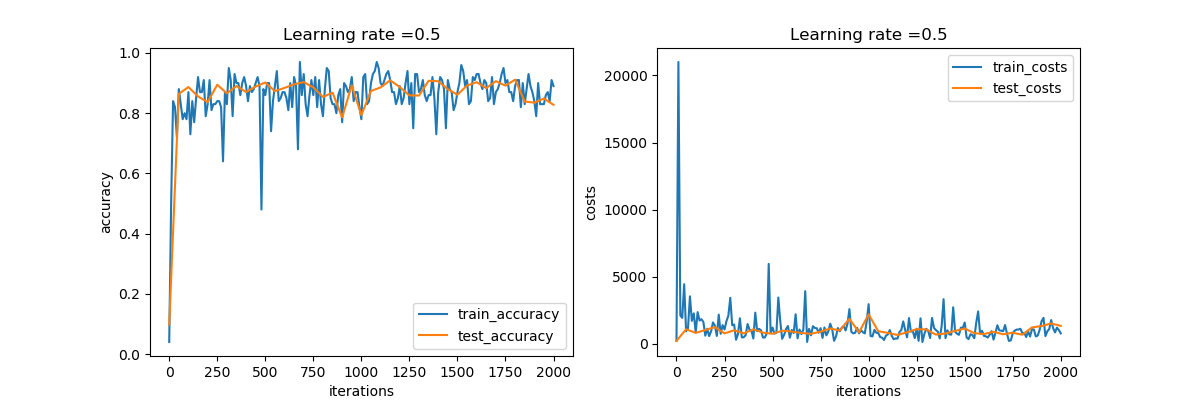 Learning rate =0.5
accuracy
1.0
0.8
0.6
0.4
0.2
0.0
train_accuracy
test_accuracy
0 250 500 750 1000 1250 1500 1750 2000
iterations
Learning rate =0.5
costs
20000
15000
10000
5000
0
train_costs
test_costs
0 250 500 750 1000 1250 1500 1750 2000
iterations